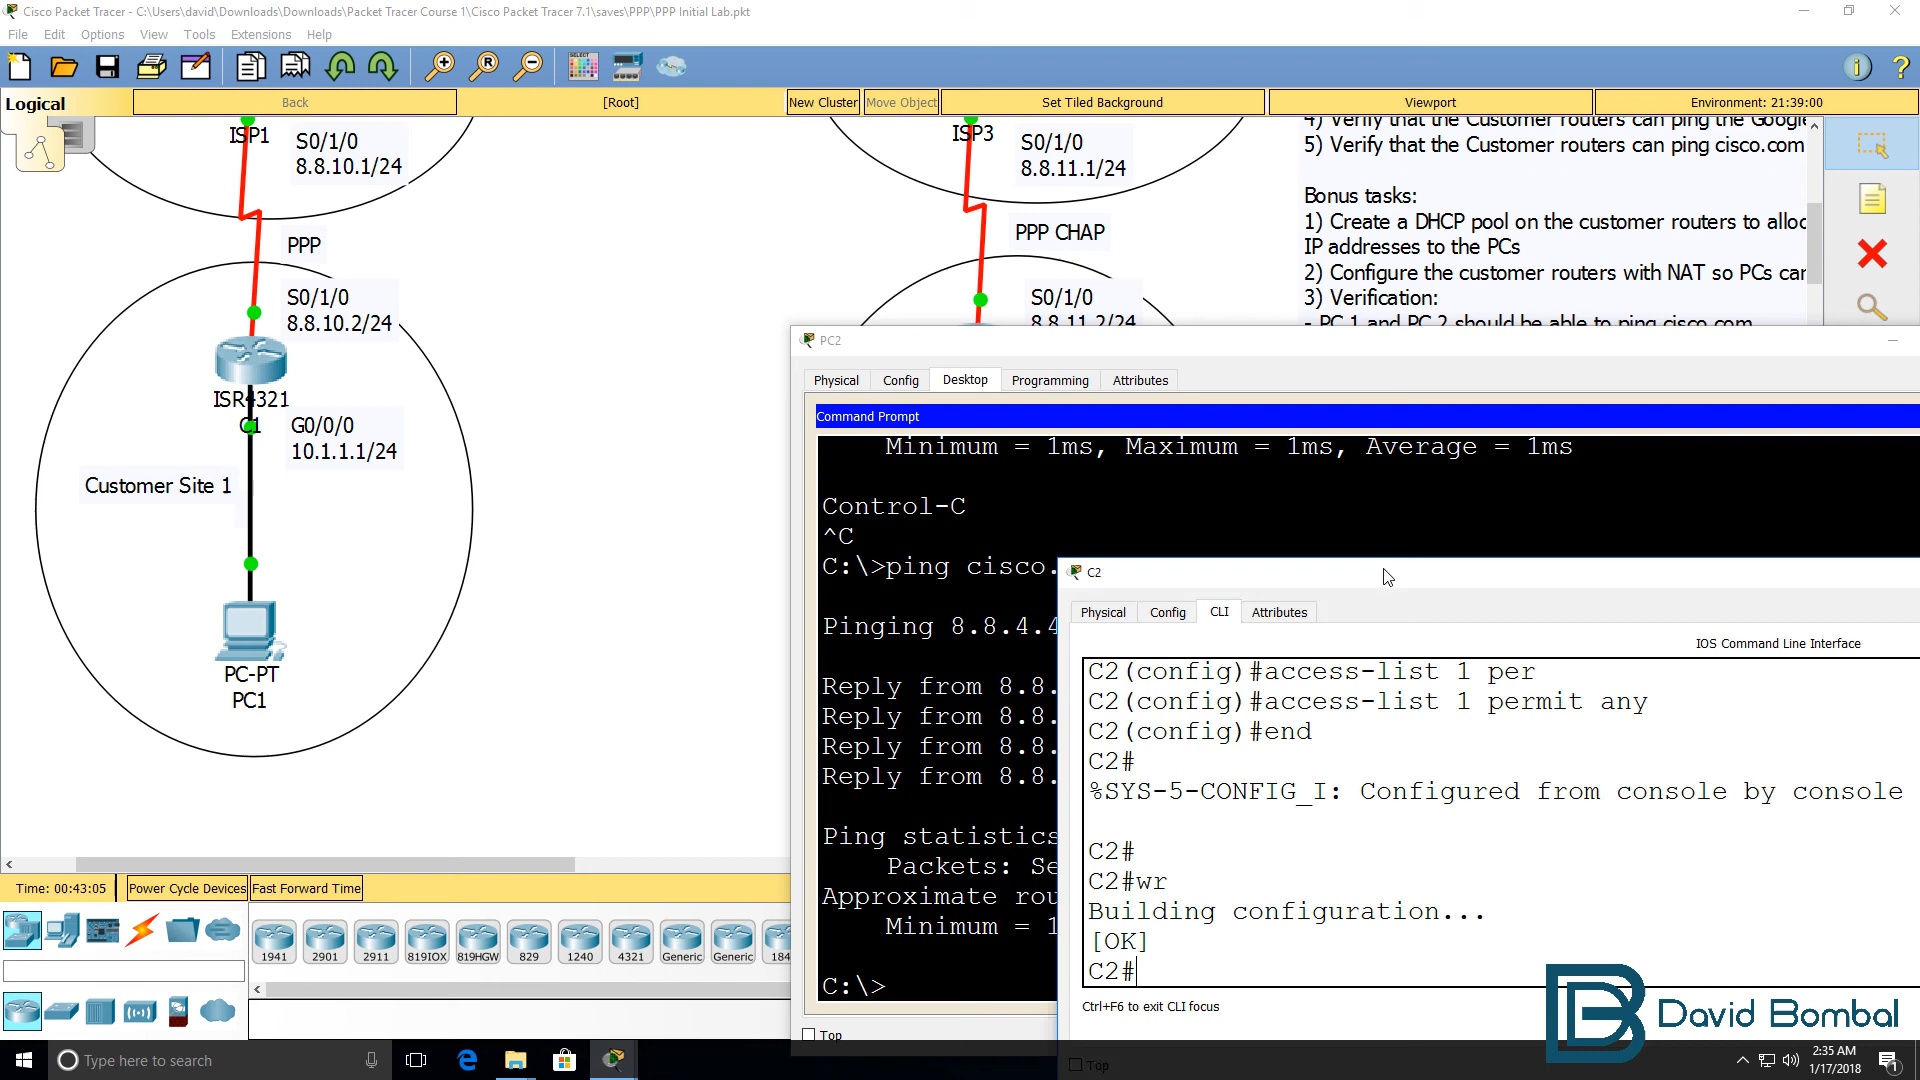 Cisco Packet Tracer - C:\Users\david\Downloads\Downloads\Packet Tracer Course 1\Cisco Packet Tracer 7.1\saves\PPP\PPP Initial Lab.pkt
File Edit Options View Tools Extensions Help
Logical Back [Root] New Cluster Move Object Set Tiled Background Viewport Environment: 21:39:00
ISP1
S0/1/0
8.8.10.1/24
PPP
S0/1/0
8.8.10.2/24
ISR4321
C1
G0/0/0
10.1.1.1/24
Customer Site 1
PC-PT
PC1
ISP3
S0/1/0
8.8.11.1/24
PPP CHAP
S0/1/0
8.8.11.2/24
4) Verify that the Customer routers can ping the Google
5) Verify that the Customer routers can ping cisco.com
Bonus tasks:
1) Create a DHCP pool on the customer routers to alloc
IP addresses to the PCs
2) Configure the customer routers with NAT so PCs can
3) Verification:
- PC 1 and PC 2 should be able to ping cisco.com
PC2
Physical Config Desktop Programming Attributes
Command Prompt
Minimum = 1ms, Maximum = 1ms, Average = 1ms
Control-C
^C
C:\>ping cisco.
Pinging 8.8.4.4
Reply from 8.8.
Reply from 8.8.
Reply from 8.8.
Reply from 8.8.
Ping statistics
Packets: Se
Approximate rou
Minimum = 1
C:\>
Top
C2
Physical Config CLI Attributes
IOS Command Line Interface
C2(config)#access-list 1 per
C2(config)#access-list 1 permit any
C2(config)#end
C2#
%SYS-5-CONFIG_I: Configured from console by console
C2#
C2#wr
Building configuration...
[OK]
C2#
Ctrl+F6 to exit CLI focus
Top
Time: 00:43:05 Power Cycle Devices Fast Forward Time
1941 2901 2911 819IOX 819HGW 829 1240 4321 Generic Generic 184
David Bombal
Type here to search
2:35 AM
1/17/2018
1